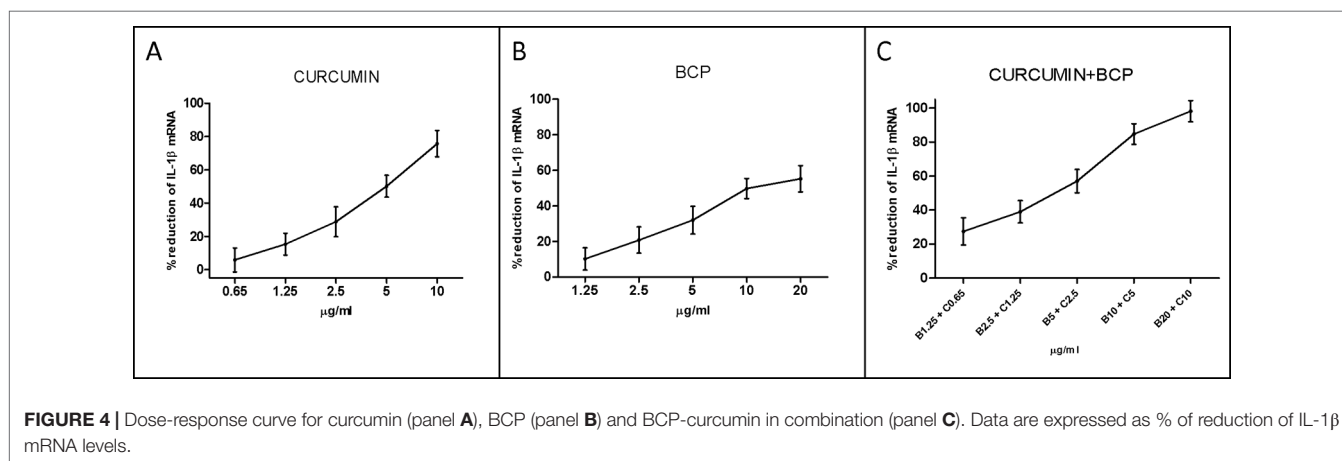 A
CURCUMIN
% reduction of IL-1β mRNA
100
80
60
40
20
0
0.65 1.25 2.5 5 10
μg/ml
B
BCP
% reduction of IL-1β mRNA
100
80
60
40
20
0
1.25 2.5 5 10 20
μg/ml
C
CURCUMIN+BCP
% reduction of IL-1β mRNA
100
80
60
40
20
0
B1.25 + C0.65
B2.5 + C1.25
B5 + C2.5
B10 + C5
B20 + C10
μg/ml
FIGURE 4 | Dose-response curve for curcumin (panel A), BCP (panel B) and BCP-curcumin in combination (panel C). Data are expressed as % of reduction of IL-1β
mRNA levels.